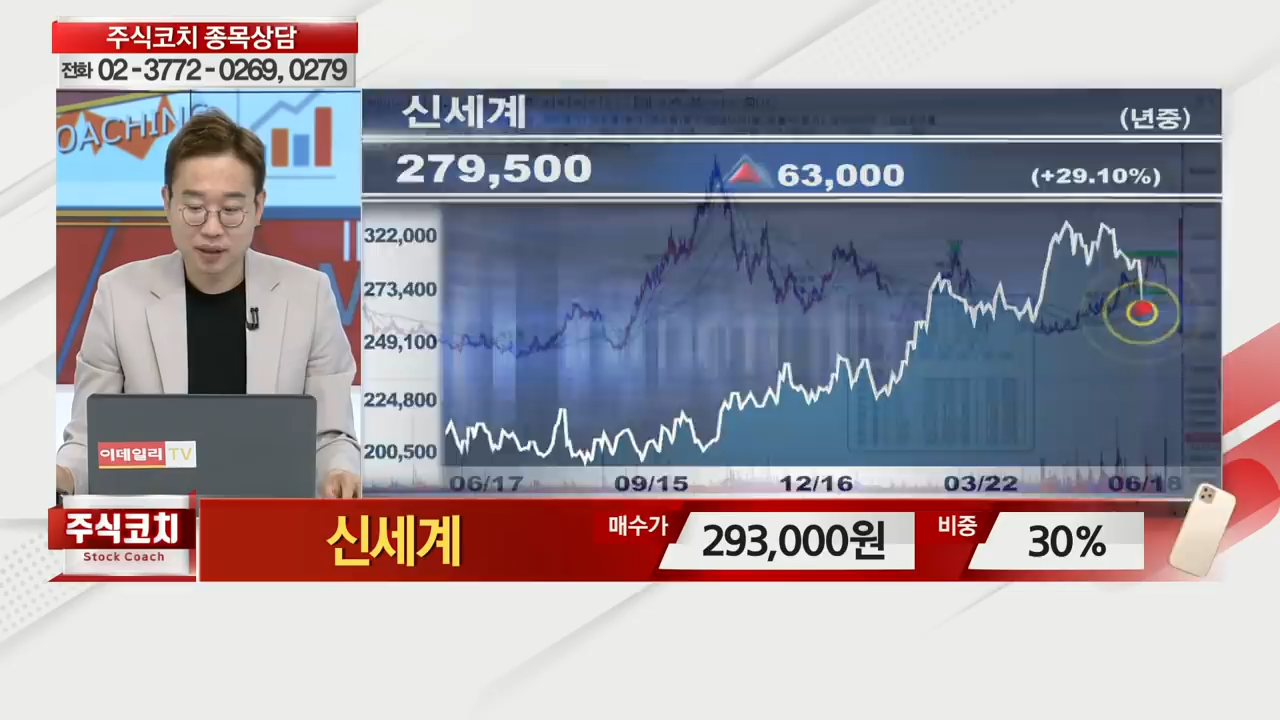 주식코치 종목상담
전화 02-3772-0269, 0279
OACHING
신세계
(년중)
279,500
63,000
(+29.10%)
322,000
273,400
249,100
224,800
200,500
06/17
09/15
12/16
03/22
06/18
이데일리TV
주식코치
Stock Coach
신세계
매수가
293,000원
비중
30%